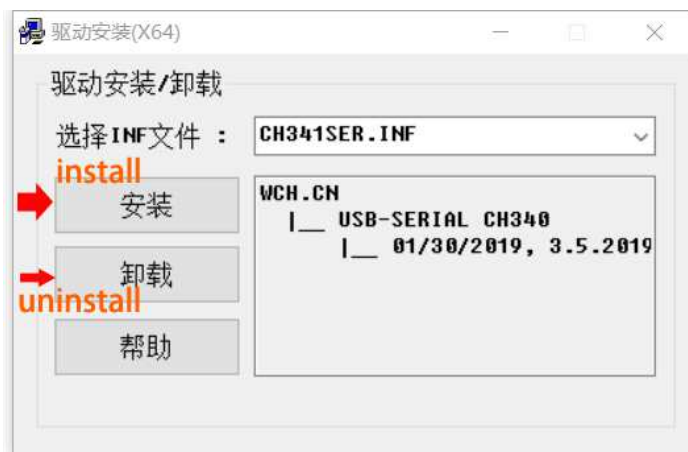 驱动安装(X64)
驱动安装/卸载
选择INF文件 :
CH341SER.INF
install
安装
WCH.CN
|__ USB-SERIAL CH340
|__ 01/30/2019, 3.5.2019
卸载
uninstall
帮助